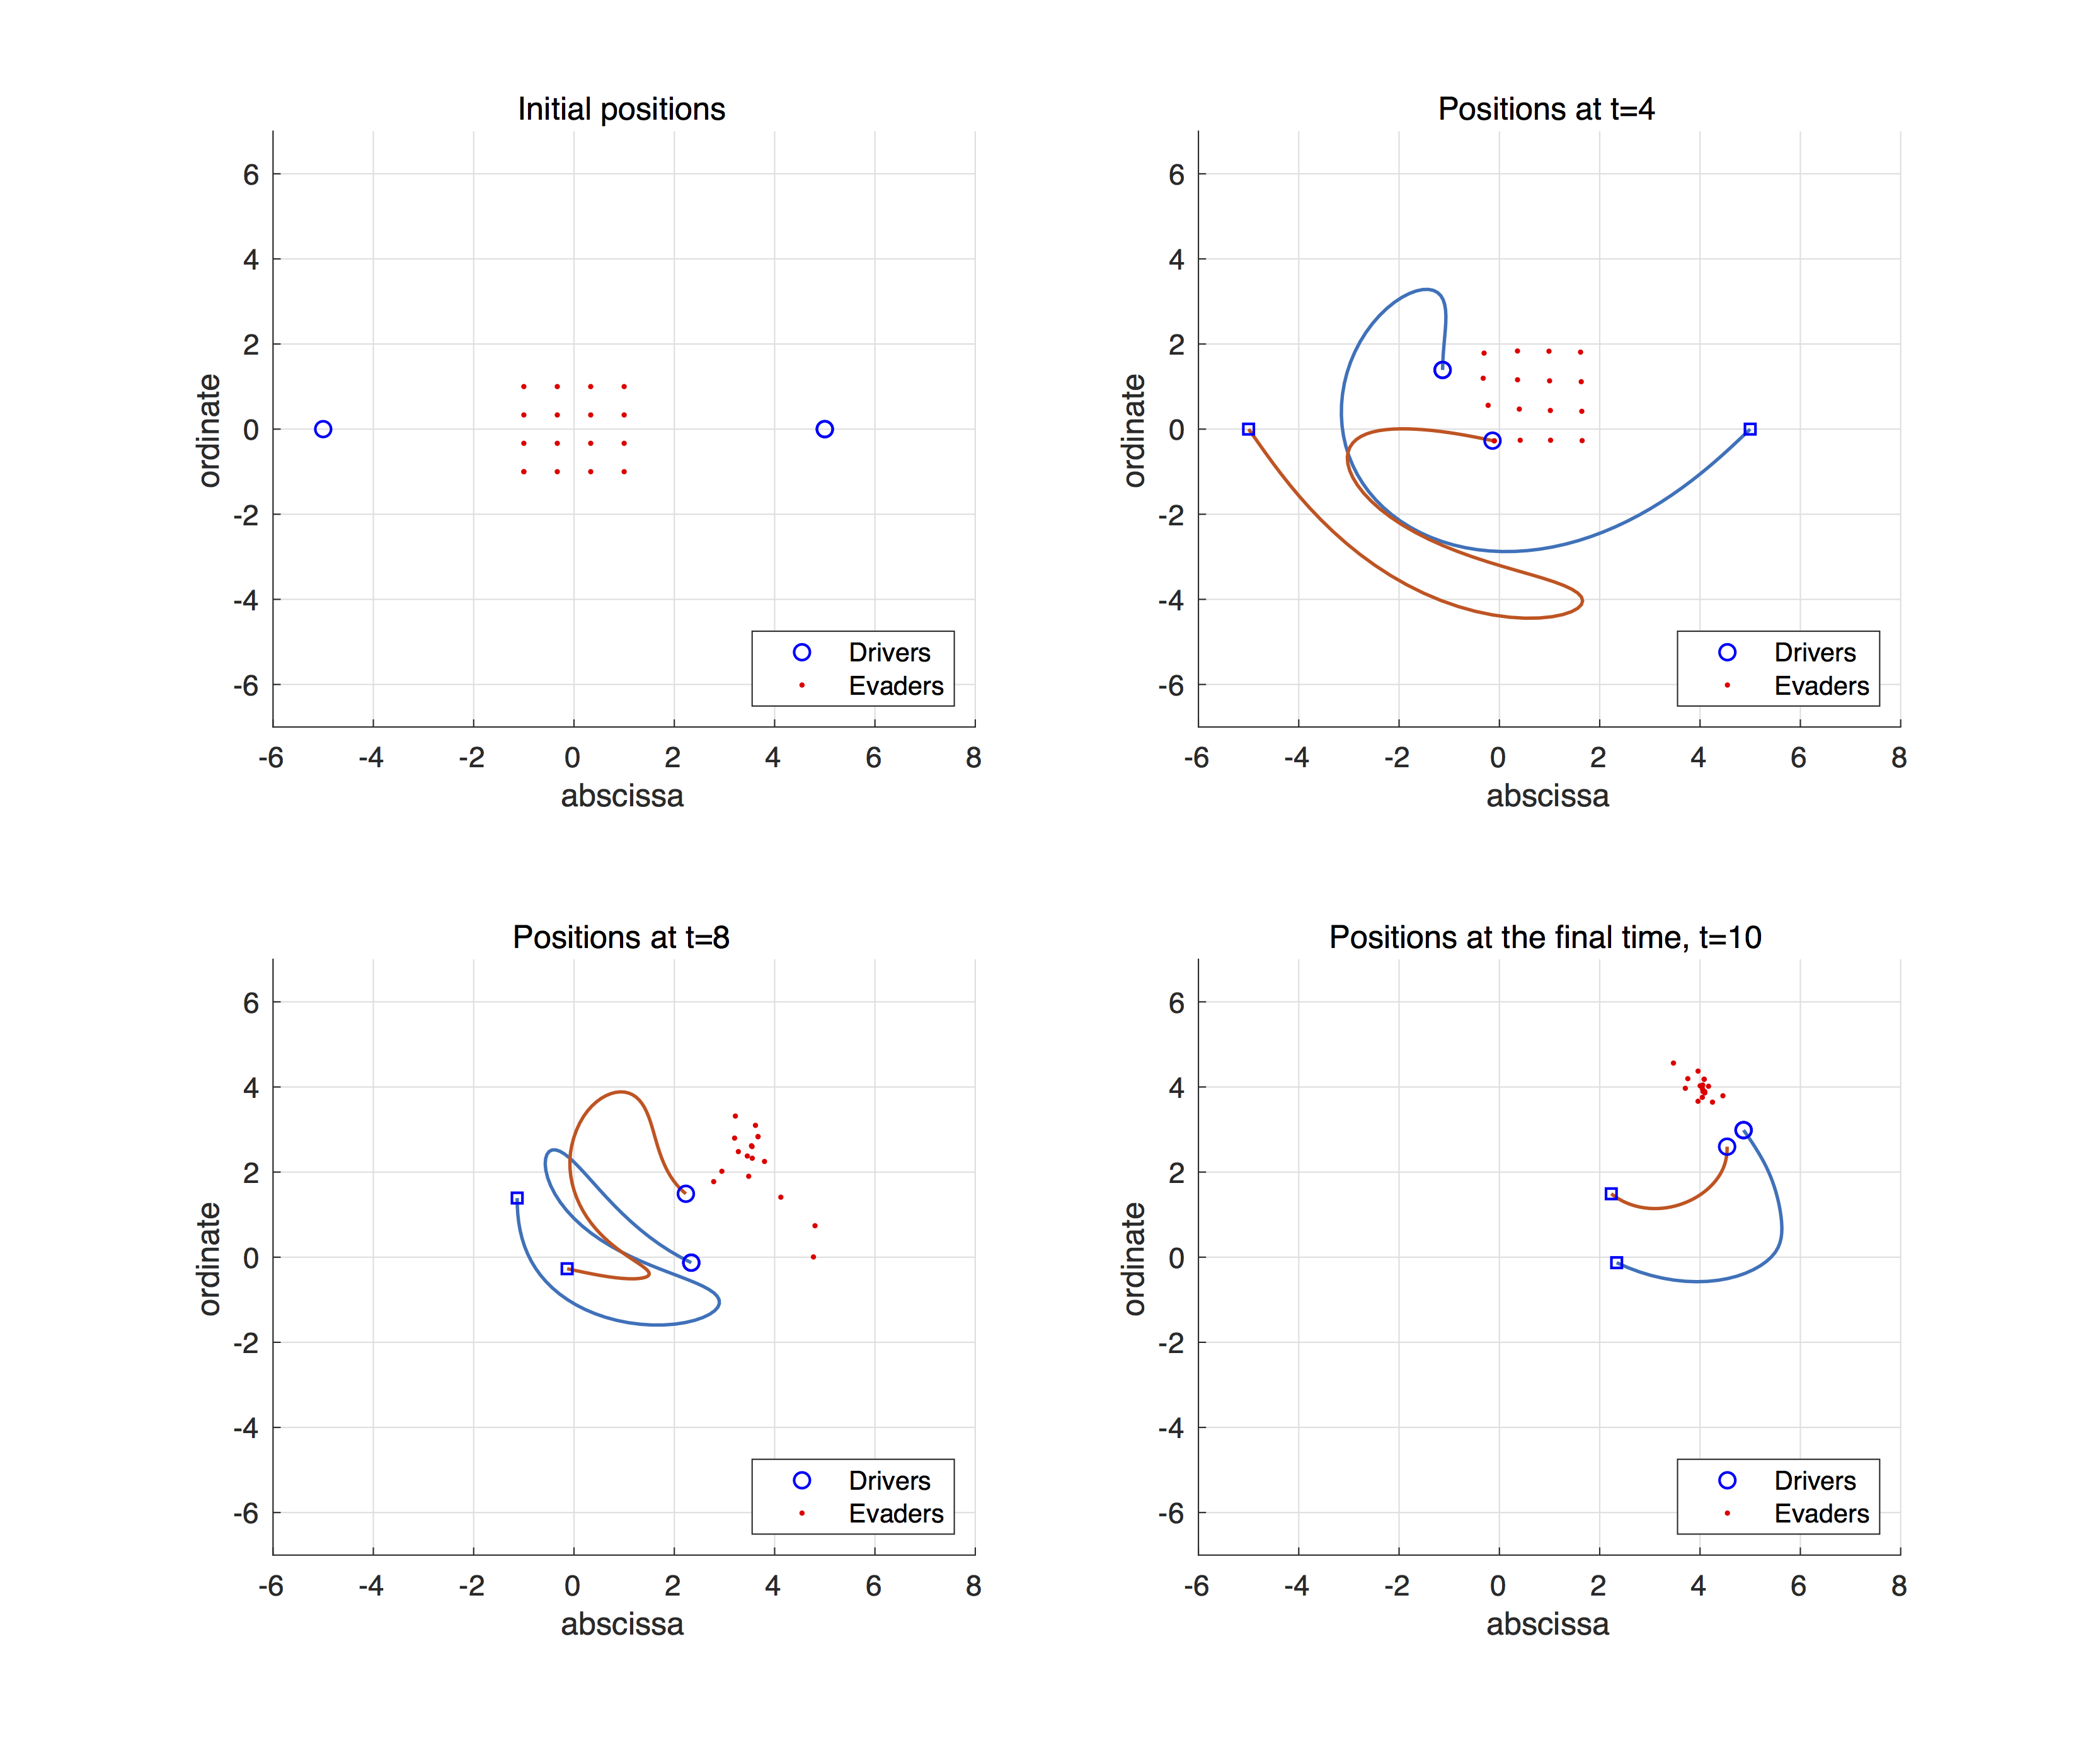 Initial positions
ordinate
6
4
2
0
-2
-4
-6
-6 -4 -2 0 2 4 6 8
abscissa
Drivers
Evaders
Positions at t=4
ordinate
6
4
2
0
-2
-4
-6
-6 -4 -2 0 2 4 6 8
abscissa
Drivers
Evaders
Positions at t=8
ordinate
6
4
2
0
-2
-4
-6
-6 -4 -2 0 2 4 6 8
abscissa
Drivers
Evaders
Positions at the final time, t=10
ordinate
6
4
2
0
-2
-4
-6
-6 -4 -2 0 2 4 6 8
abscissa
Drivers
Evaders